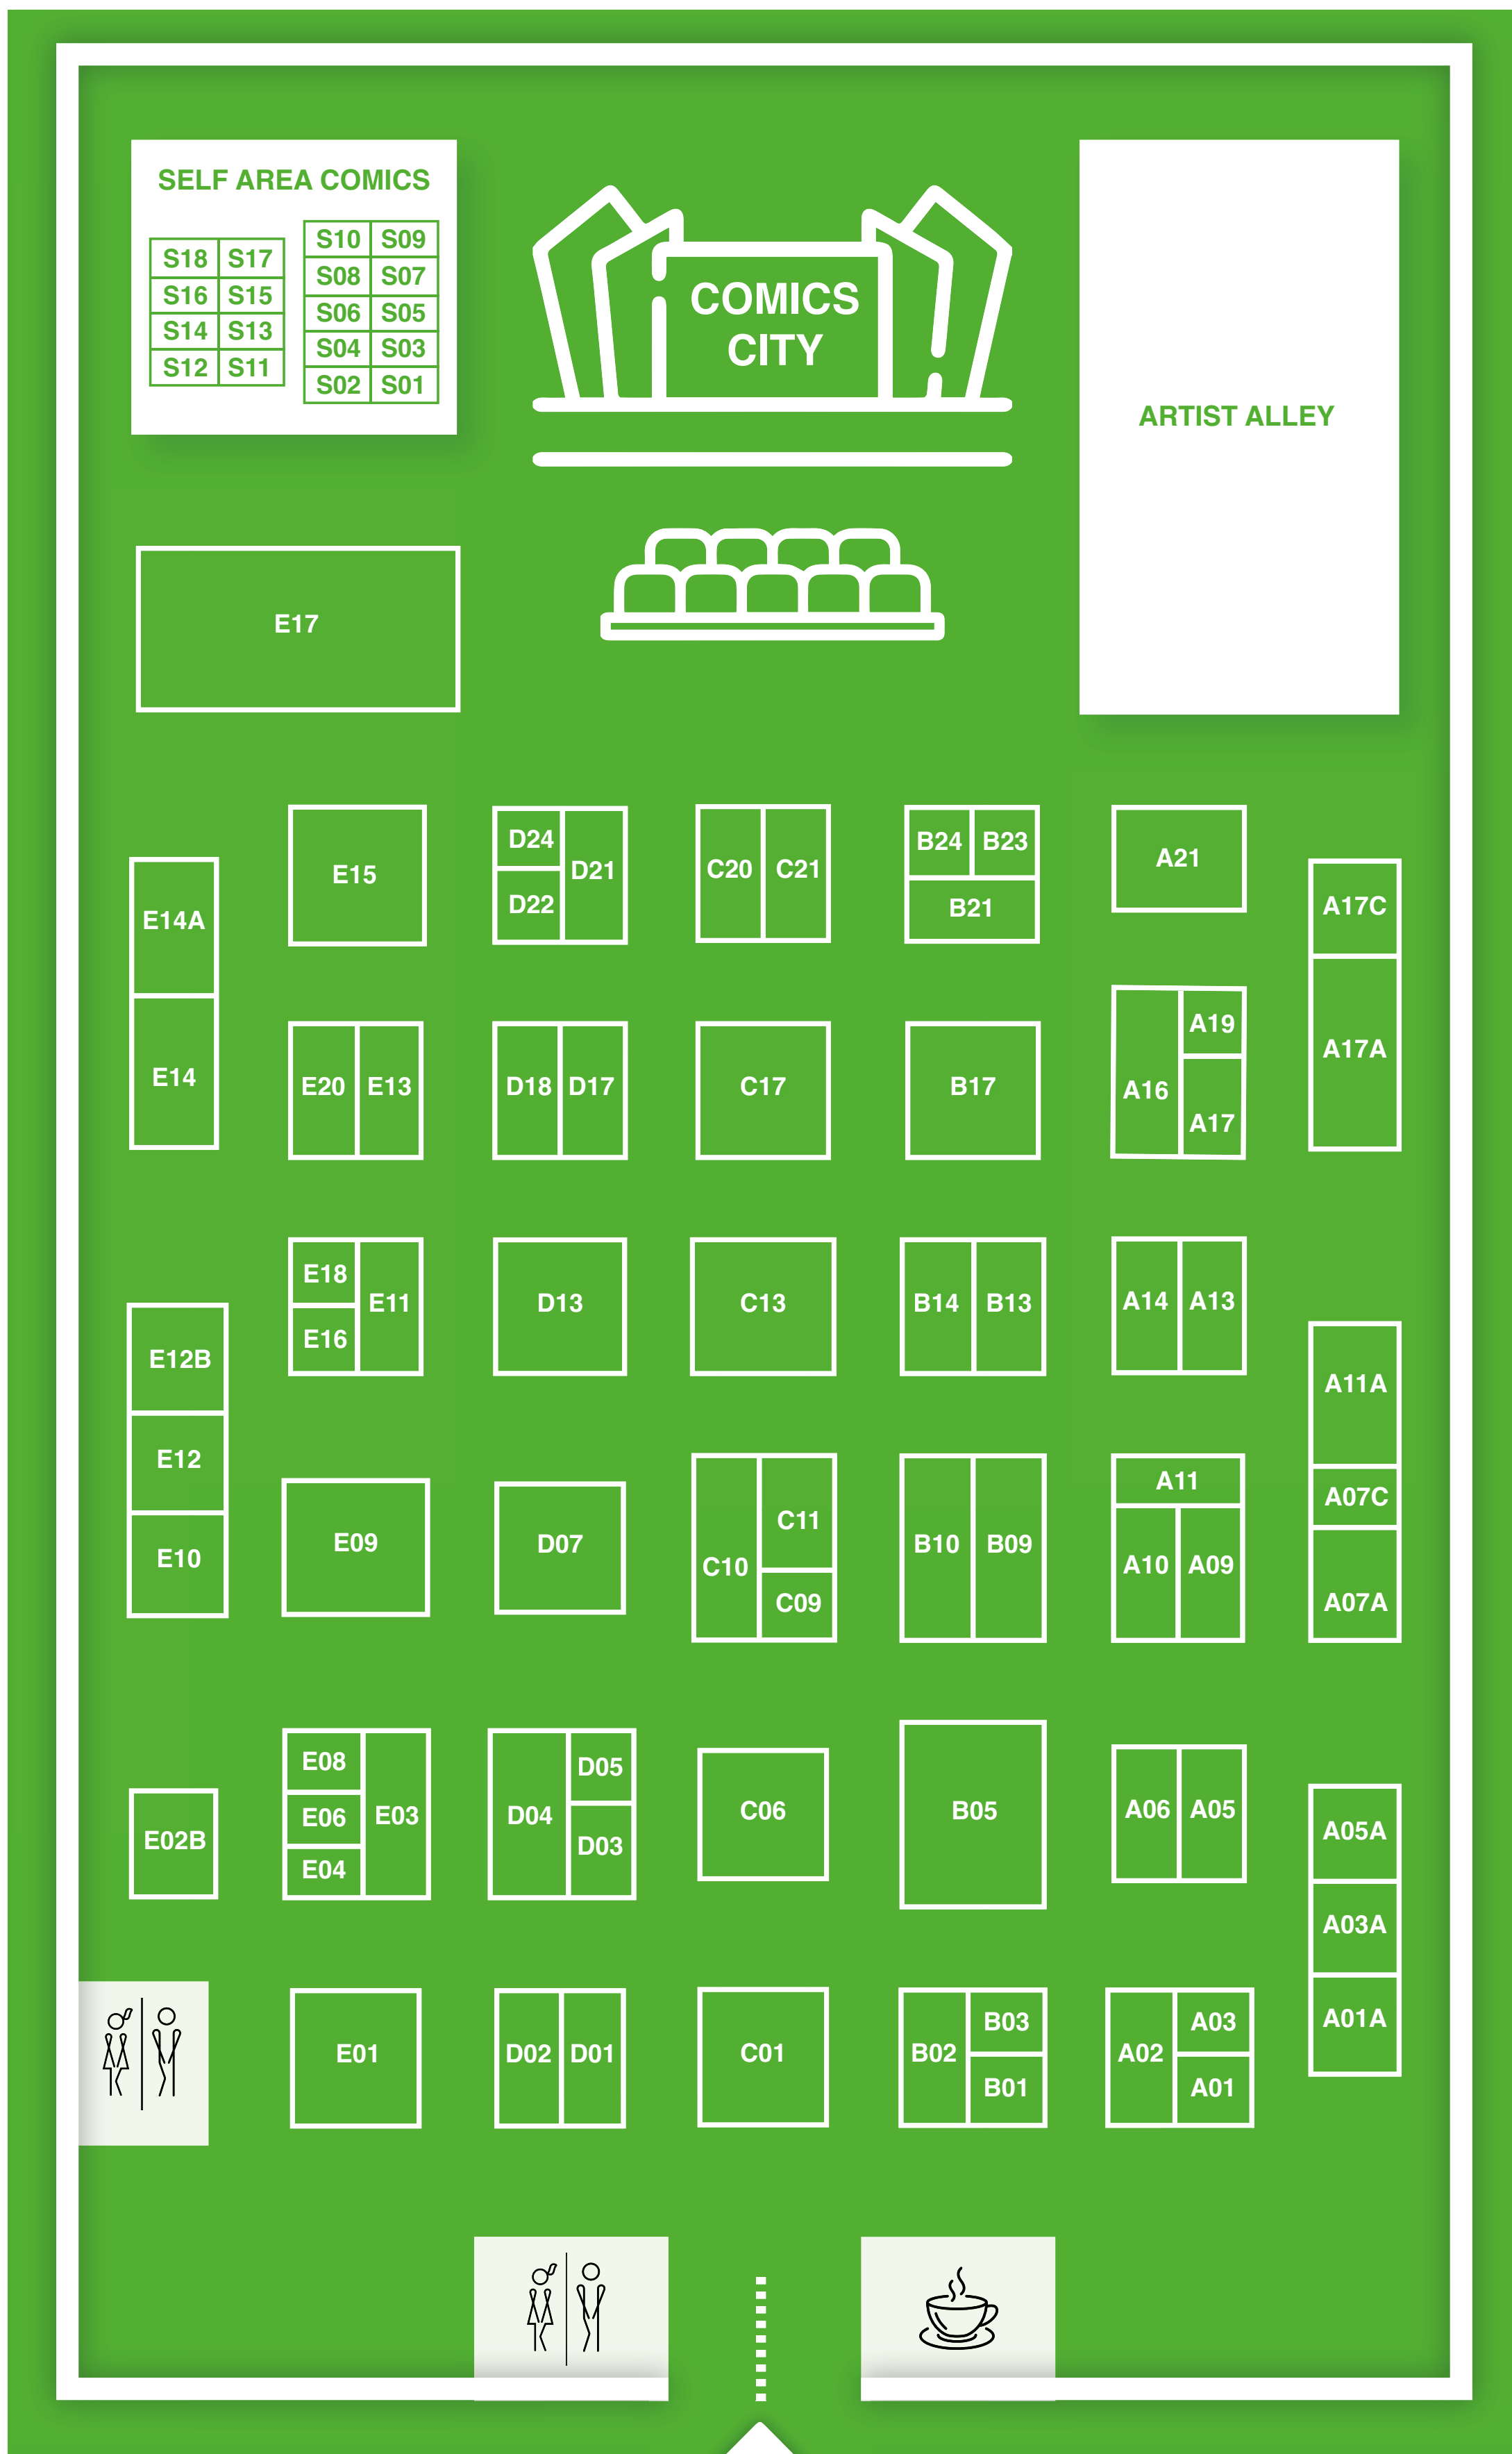 SELF AREA COMICS
S10 S09
S18 S17
S08 S07
S16 S15
S06 S05
S14 S13
S04 S03
S12 S11
S02 S01
COMICS
CITY
ARTIST ALLEY
E17
D24
B24 B23
A21
E15
D21
C20 C21
A17C
D22
B21
E14A
A19
A17A
E14
E20 E13
D18 D17
C17
B17
A16
A17
E18
E11
D13
C13
B14 B13
A14 A13
E16
E12B
A11A
E12
A11
A07C
C11
E09
D07
B10 B09
E10
C10
A10 A09
C09
A07A
E08
D05
E06
E03
D04
C06
B05
A06 A05
A05A
E02B
D03
E04
A03A
B03
A03
A01A
E01
D02 D01
C01
B02
A02
B01
A01